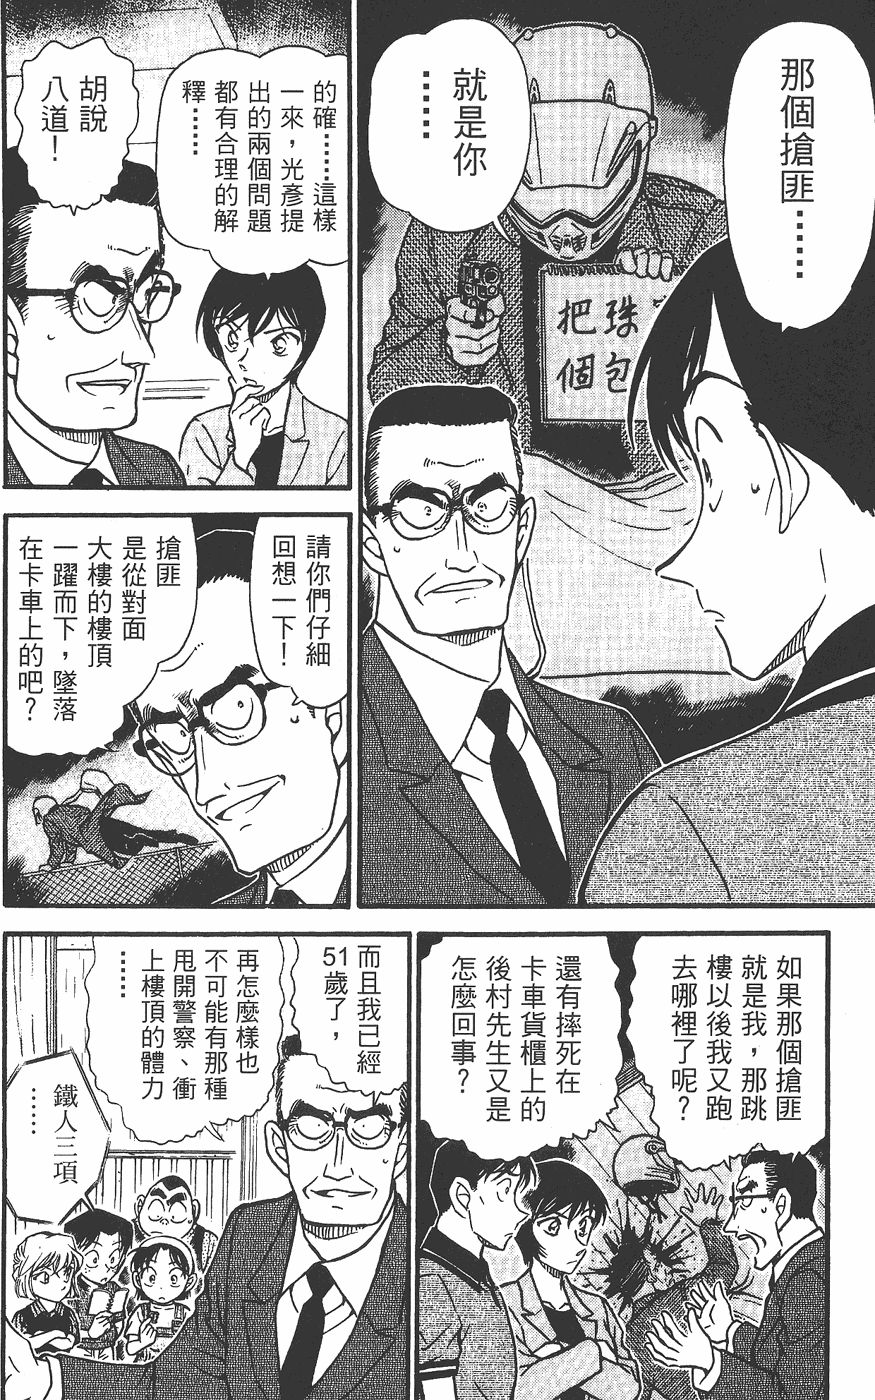 那個搶匪……
就是你
……
把珠
個包
的確……這樣
一來，光彥提
出的兩個問題
都有合理的解
釋……
胡說
八道！
請你們仔細
回想一下！
搶匪
是從對面
大樓的樓頂
一躍而下，墜落
在卡車上的吧？
如果那個搶匪
就是我，那跳
樓以後我又跑
去哪裡了呢？
還有摔死在
卡車貨櫃上的
後村先生又是
怎麼回事？
而且我已經
51歲了，
再怎麼樣也
不可能有那種
甩開警察、衝
上樓頂的體力
……
鐵人三項
……